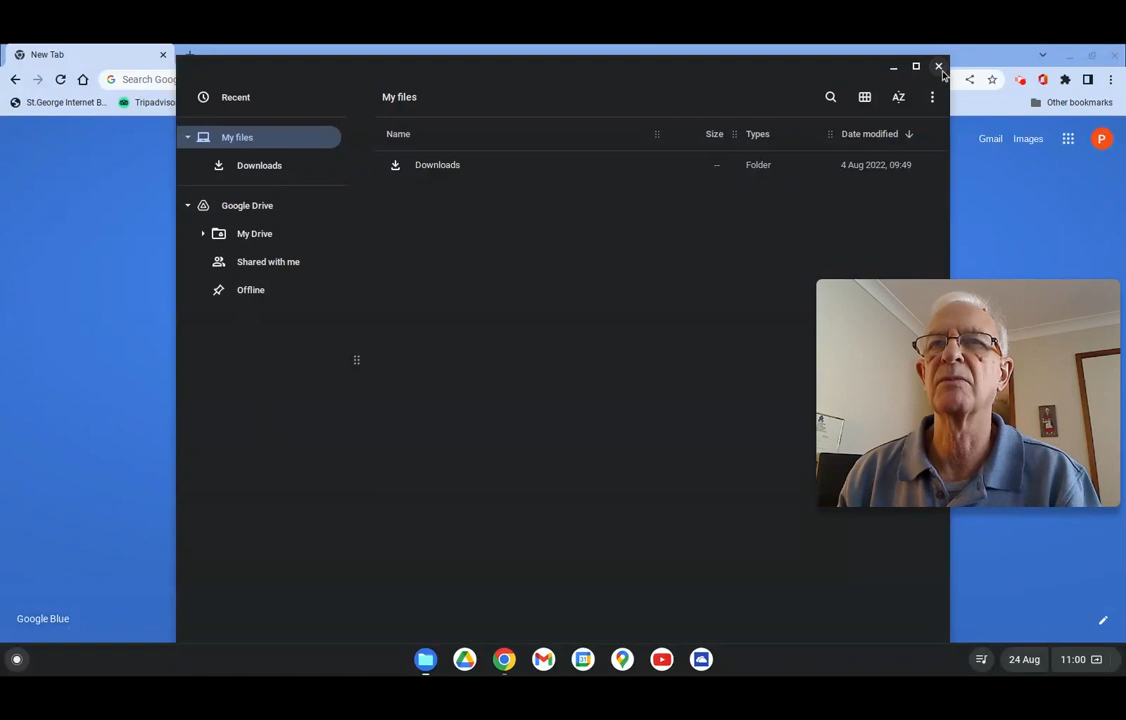 New Tab
Search Goog
St.George Internet B...
Tripadviso
Other bookmarks
Gmail
Images
P
Recent
My files
My files
Downloads
Google Drive
My Drive
Shared with me
Offline
AZ
Name
Size
Types
Date modified
Downloads
--
Folder
4 Aug 2022, 09:49
Google Blue
31
24 Aug
11:00